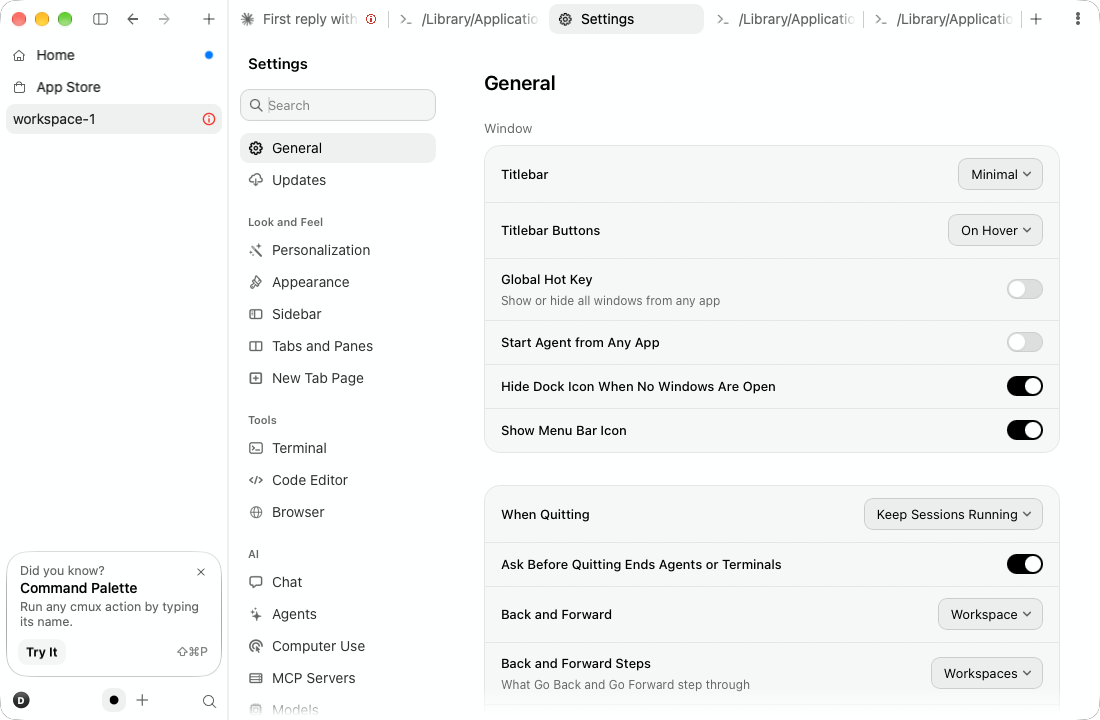 First reply with
/Library/Applicatio
Settings
/Library/Applicatio
/Library/Applicatio
Home
App Store
workspace-1
Did you know?
Command Palette
Run any cmux action by typing
its name.
Try It
⇧⌘P
D
Settings
Search
General
Updates
Look and Feel
Personalization
Appearance
Sidebar
Tabs and Panes
New Tab Page
Tools
Terminal
Code Editor
Browser
AI
Chat
Agents
Computer Use
MCP Servers
Models
General
Window
Titlebar
Minimal
Titlebar Buttons
On Hover
Global Hot Key
Show or hide all windows from any app
Start Agent from Any App
Hide Dock Icon When No Windows Are Open
Show Menu Bar Icon
When Quitting
Keep Sessions Running
Ask Before Quitting Ends Agents or Terminals
Back and Forward
Workspace
Back and Forward Steps
What Go Back and Go Forward step through
Workspaces